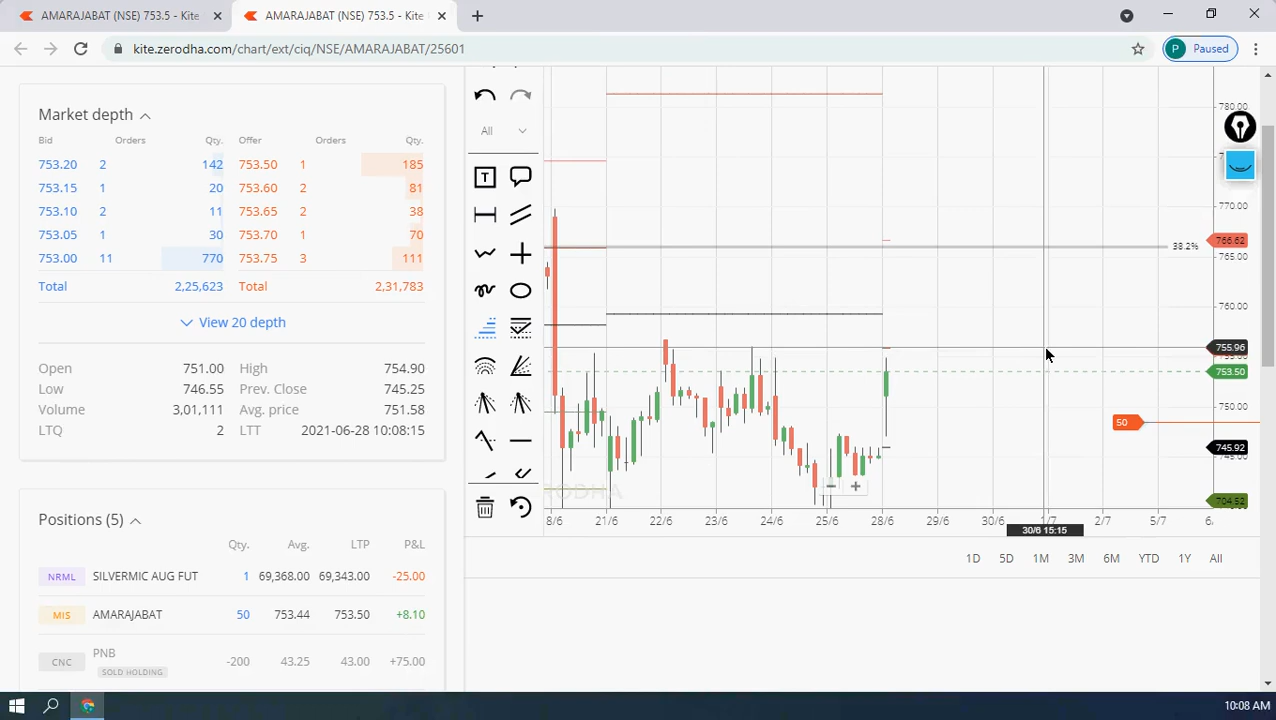 AMARAJABAT (NSE) 753.5 - Kite
AMARAJABAT (NSE) 753.5 - Kite
kite.zerodha.com/chart/ext/ciq/NSE/AMARAJABAT/25601
P Paused
Market depth
Bid Orders Qty. Offer Orders Qty.
753.20 2 142 753.50 1 185
753.15 1 20 753.60 2 81
753.10 2 11 753.65 2 38
753.05 1 30 753.70 1 70
753.00 11 770 753.75 3 111
Total 2,25,623 Total 2,31,783
View 20 depth
Open 751.00 High 754.90
Low 746.55 Prev. Close 745.25
Volume 3,01,111 Avg. price 751.58
LTQ 2 LTT 2021-06-28 10:08:15
Positions (5)
Qty. Avg. LTP P&L
NRML SILVERMIC AUG FUT 1 69,368.00 69,343.00 -25.00
MIS AMARAJABAT 50 753.44 753.50 +8.10
CNC PNB -200 43.25 43.00 +75.00
SOLD HOLDING
All
T
780.00
770.00
38.2%
766.62
765.00
760.00
755.96
753.50
750.00
50
745.92
704.52
8/6 21/6 22/6 23/6 24/6 25/6 28/6 29/6 30/6 1/7 2/7 5/7 6.
30/6 15:15
1D 5D 1M 3M 6M YTD 1Y All
10:08 AM